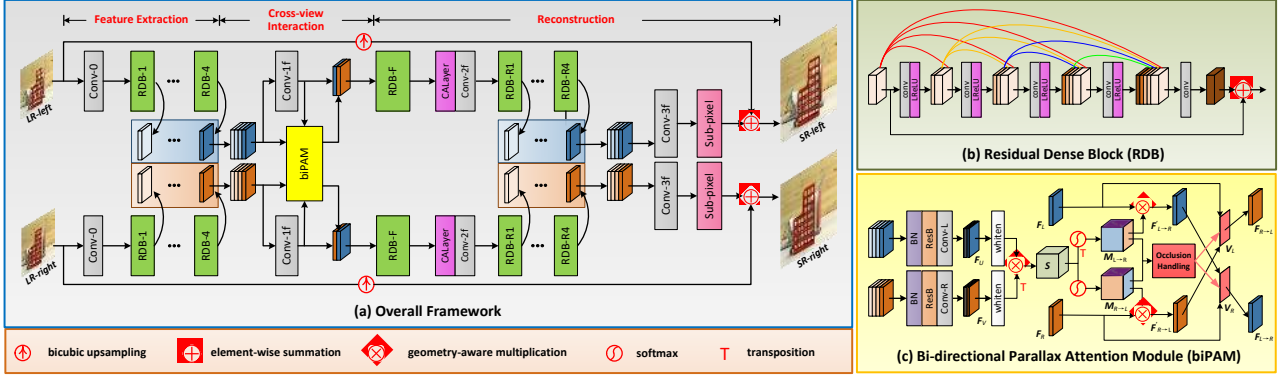 Feature Extraction
Cross-view Interaction
Reconstruction
LR-left
Conv-0
RDB-1
RDB-4
Conv-1f
RDB-F
CALayer
Conv-2f
RDB-R1
RDB-R4
Conv-3f
Sub-pixel
SR-left
biPAM
LR-right
Conv-0
RDB-1
RDB-4
Conv-1f
RDB-F
CALayer
Conv-2f
RDB-R1
RDB-R4
Conv-3f
Sub-pixel
SR-right
(a) Overall Framework
bicubic upsampling
element-wise summation
geometry-aware multiplication
softmax
T transposition
conv
LReLU
conv
LReLU
conv
LReLU
conv
LReLU
conv
(b) Residual Dense Block (RDB)
BN
ResB
Conv-L
F_U
whiten
BN
ResB
Conv-R
F_V
whiten
T
S
T
F_L
F_R
M_L→R
M_R→L
F_L→R
F_R→L
Occlusion Handling
V_L
V_R
F_R→L
F_L→R
(c) Bi-directional Parallax Attention Module (biPAM)